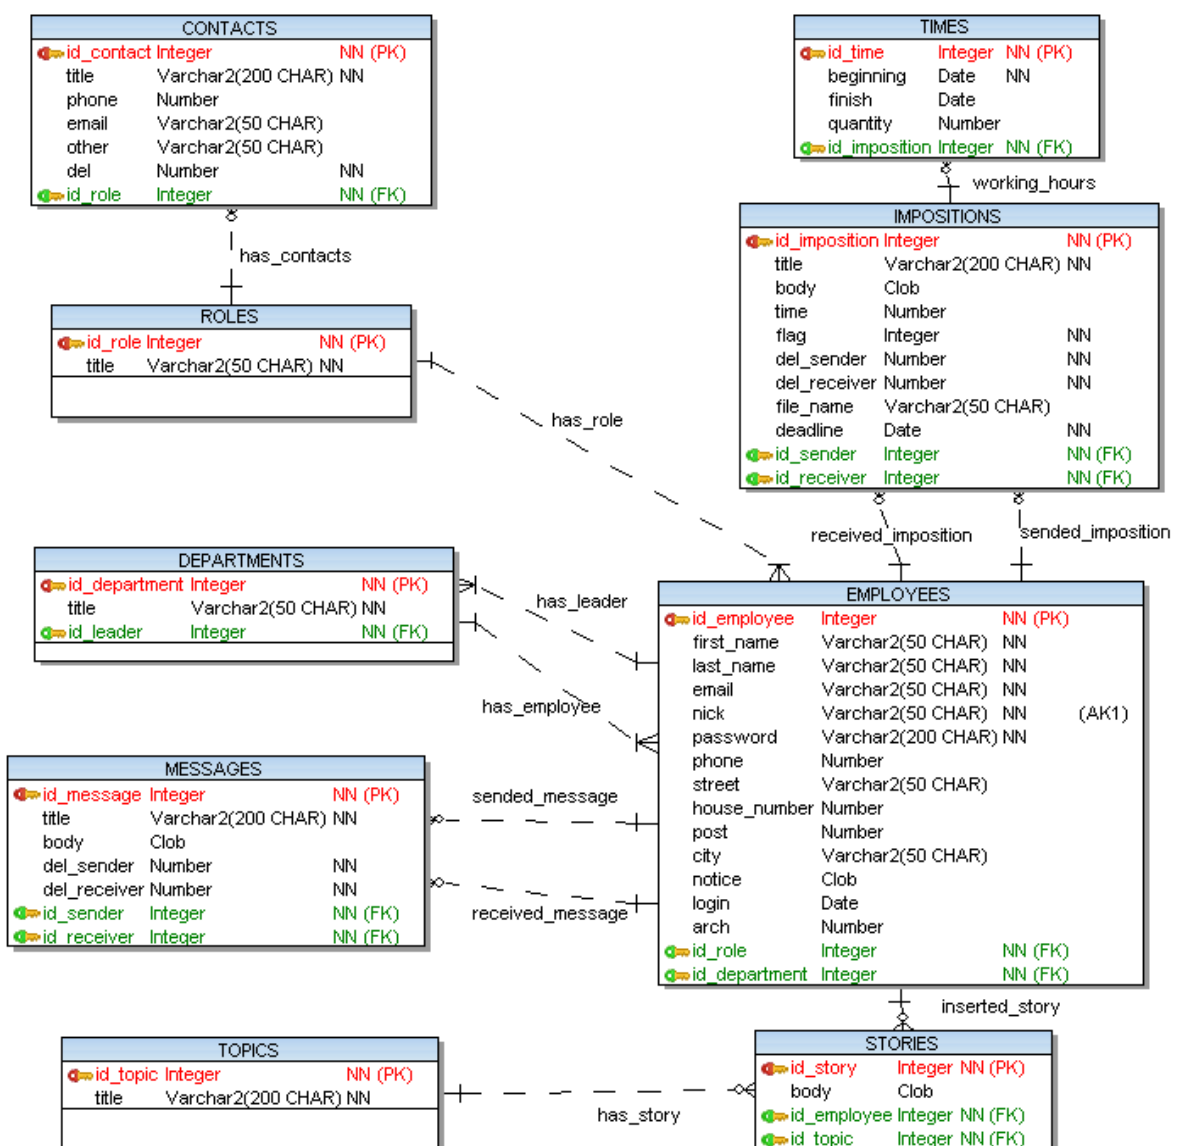 CONTACTS
id_contact Integer NN (PK)
title Varchar2(200 CHAR) NN
phone Number
email Varchar2(50 CHAR)
other Varchar2(50 CHAR)
del Number NN
id_role Integer NN (FK)
has_contacts
ROLES
id_role Integer NN (PK)
title Varchar2(50 CHAR) NN
has_role
TIMES
id_time Integer NN (PK)
beginning Date NN
finish Date
quantity Number
id_imposition Integer NN (FK)
working_hours
IMPOSITIONS
id_imposition Integer NN (PK)
title Varchar2(200 CHAR) NN
body Clob
time Number
flag Integer NN
del_sender Number NN
del_receiver Number NN
file_name Varchar2(50 CHAR)
deadline Date NN
id_sender Integer NN (FK)
id_receiver Integer NN (FK)
received_imposition
sended_imposition
DEPARTMENTS
id_department Integer NN (PK)
title Varchar2(50 CHAR) NN
id_leader Integer NN (FK)
has_leader
has_employee
EMPLOYEES
id_employee Integer NN (PK)
first_name Varchar2(50 CHAR) NN
last_name Varchar2(50 CHAR) NN
email Varchar2(50 CHAR) NN
nick Varchar2(50 CHAR) NN (AK1)
password Varchar2(200 CHAR) NN
phone Number
street Varchar2(50 CHAR)
house_number Number
post Number
city Varchar2(50 CHAR)
notice Clob
login Date
arch Number
id_role Integer NN (FK)
id_department Integer NN (FK)
MESSAGES
id_message Integer NN (PK)
title Varchar2(200 CHAR) NN
body Clob
del_sender Number NN
del_receiver Number NN
id_sender Integer NN (FK)
id_receiver Integer NN (FK)
sended_message
received_message
inserted_story
TOPICS
id_topic Integer NN (PK)
title Varchar2(200 CHAR) NN
has_story
STORIES
id_story Integer NN (PK)
body Clob
id_employee Integer NN (FK)
id_topic Integer NN (FK)